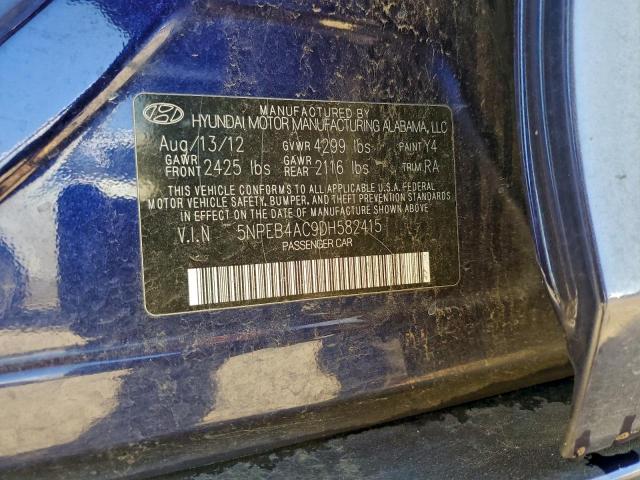 MANUFACTURED BY
HYUNDAI MOTOR MANUFACTURING ALABAMA, LLC
Aug/13/12 GVWR 4299 lbs PAINT Y4
GAWR FRONT 2425 lbs GAWR REAR 2116 lbs TRIM RA
THIS VEHICLE CONFORMS TO ALL APPLICABLE U.S.A. FEDERAL
MOTOR VEHICLE SAFETY, BUMPER, AND THEFT PREVENTION STANDARDS
IN EFFECT ON THE DATE OF MANUFACTURE SHOWN ABOVE.
V.I.N 5NPEB4AC9DH582415
PASSENGER CAR